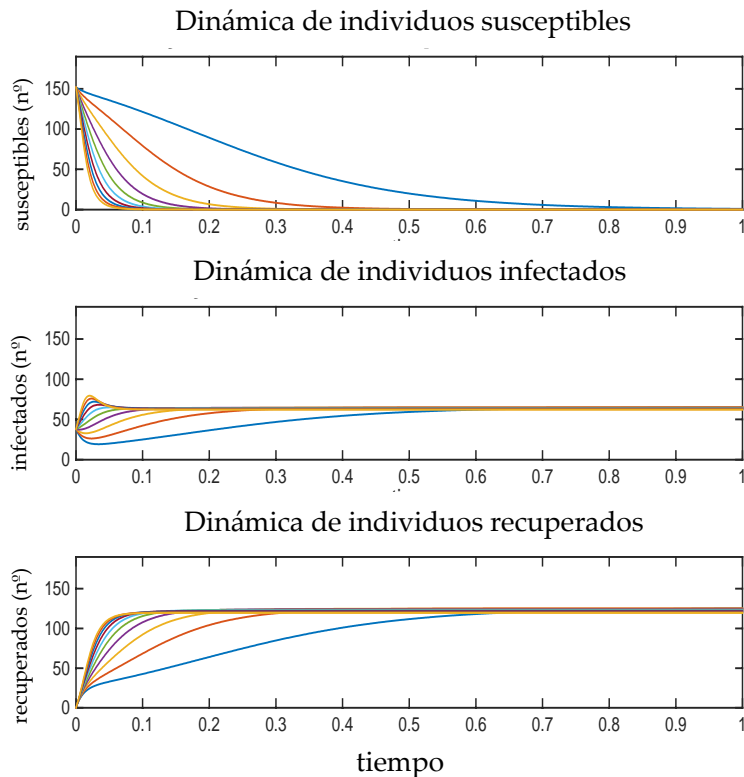 Dinámica de individuos susceptibles
susceptibles (nº)
150
100
50
0
0 0.1 0.2 0.3 0.4 0.5 0.6 0.7 0.8 0.9 1
Dinámica de individuos infectados
infectados (nº)
150
100
50
0
0 0.1 0.2 0.3 0.4 0.5 0.6 0.7 0.8 0.9 1
Dinámica de individuos recuperados
recuperados (nº)
150
100
50
0
0 0.1 0.2 0.3 0.4 0.5 0.6 0.7 0.8 0.9 1
tiempo